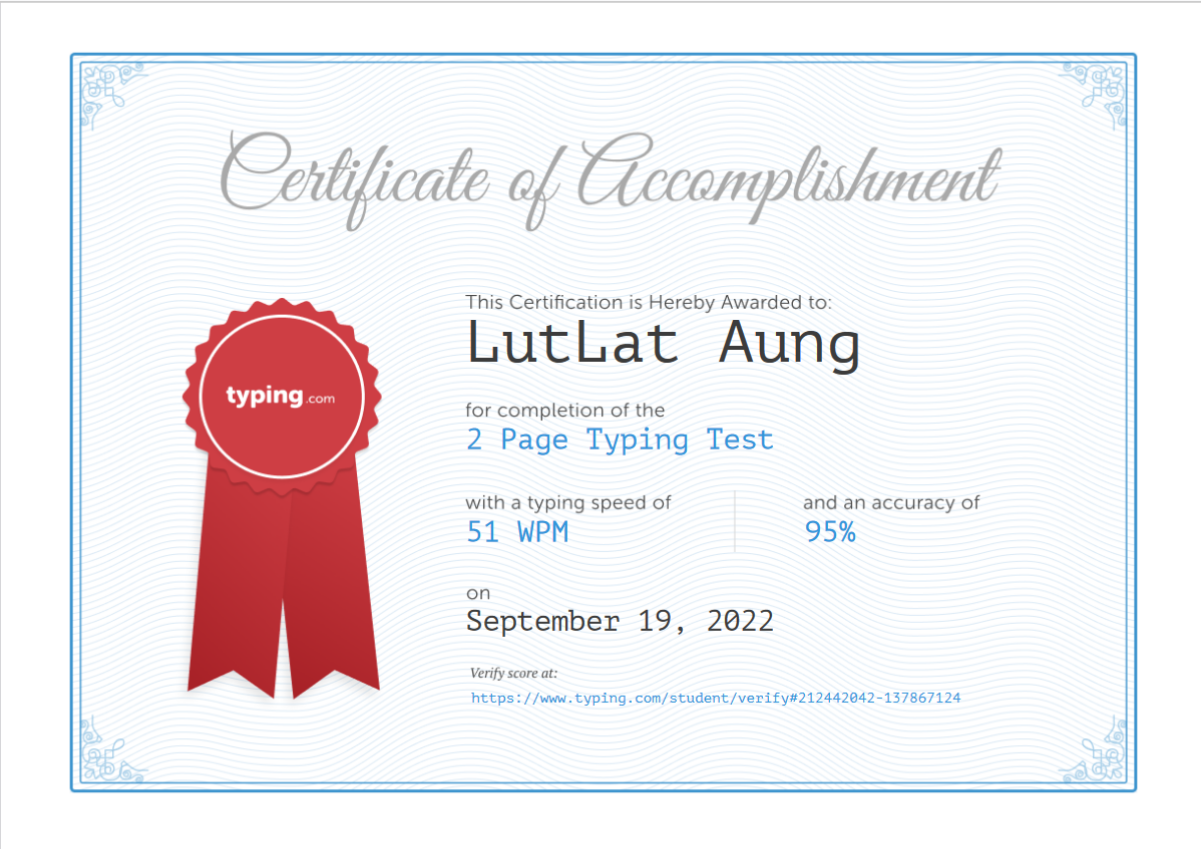 Certificate of Accomplishment
This Certification is Hereby Awarded to:
LutLat Aung
typing.com
for completion of the
2 Page Typing Test
with a typing speed of
51 WPM
and an accuracy of
95%
on
September 19, 2022
Verify score at:
https://www.typing.com/student/verify#212442042-137867124